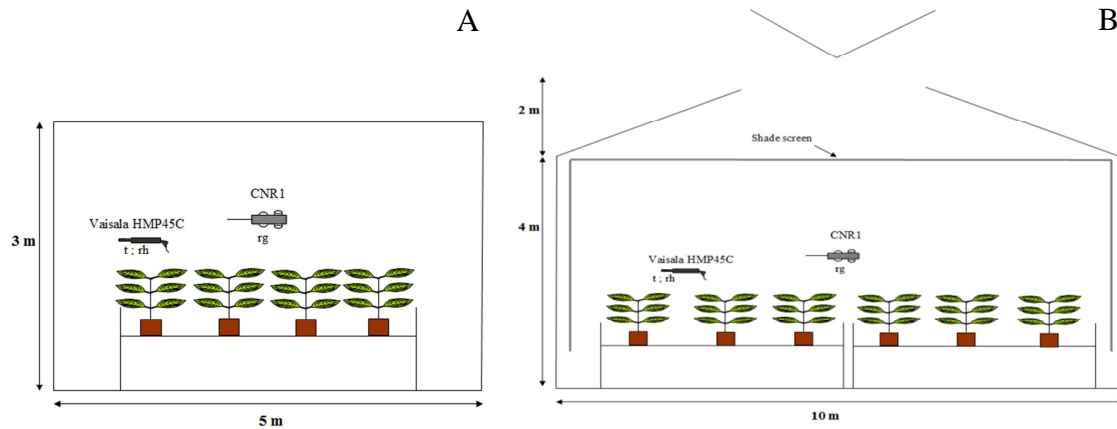 A
3 m
CNR1
rg
Vaisala HMP45C
t ; rh
5 m
B
2 m
Shade screen
4 m
CNR1
rg
Vaisala HMP45C
t ; rh
10 m